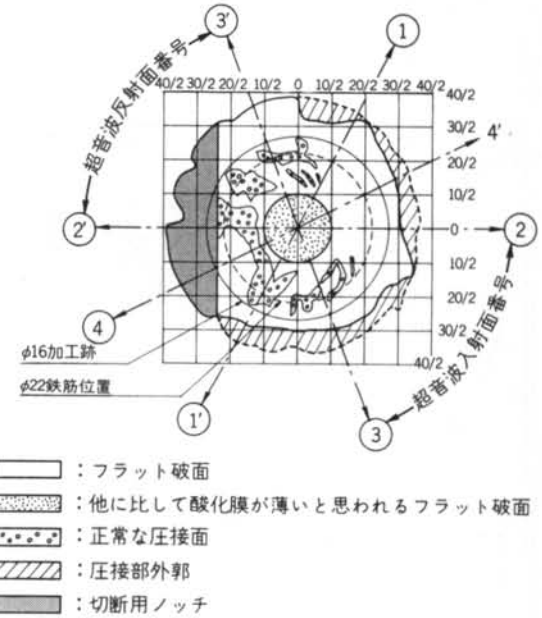 3′
1
超音波反射面番号
40/2 30/2 20/2 10/2 0 10/2 20/2 30/2 40/2
40/2
30/2
4′
20/2
10/2
2′
0
2
10/2
4
20/2
φ16加工跡
30/2
φ22鉄筋位置
40/2
超音波入射面番号
1′
3
：フラット破面
：他に比して酸化膜が薄いと思われるフラット破面
：正常な圧接面
：圧接部外郭
：切断用ノッチ